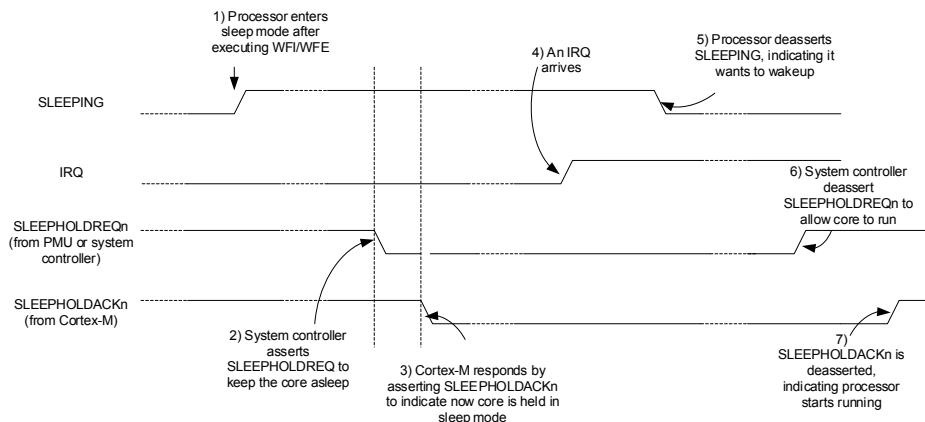 1) Processor enters
sleep mode after
executing WFI/WFE
4) An IRQ
arrives
5) Processor deasserts
SLEEPING, indicating it
wants to wakeup
SLEEPING
IRQ
6) System controller
deassert
SLEEPHOLDREQn to
allow core to run
SLEEPHOLDREQn
(from PMU or system
controller)
SLEEPHOLDACKn
(from Cortex-M)
2) System controller
asserts
SLEEPHOLDREQ to
keep the core asleep
3) Cortex-M responds by
asserting SLEEPHOLDACKn
to indicate now core is held in
sleep mode
7)
SLEEPHOLDACKn is
deasserted,
indicating processor
starts running